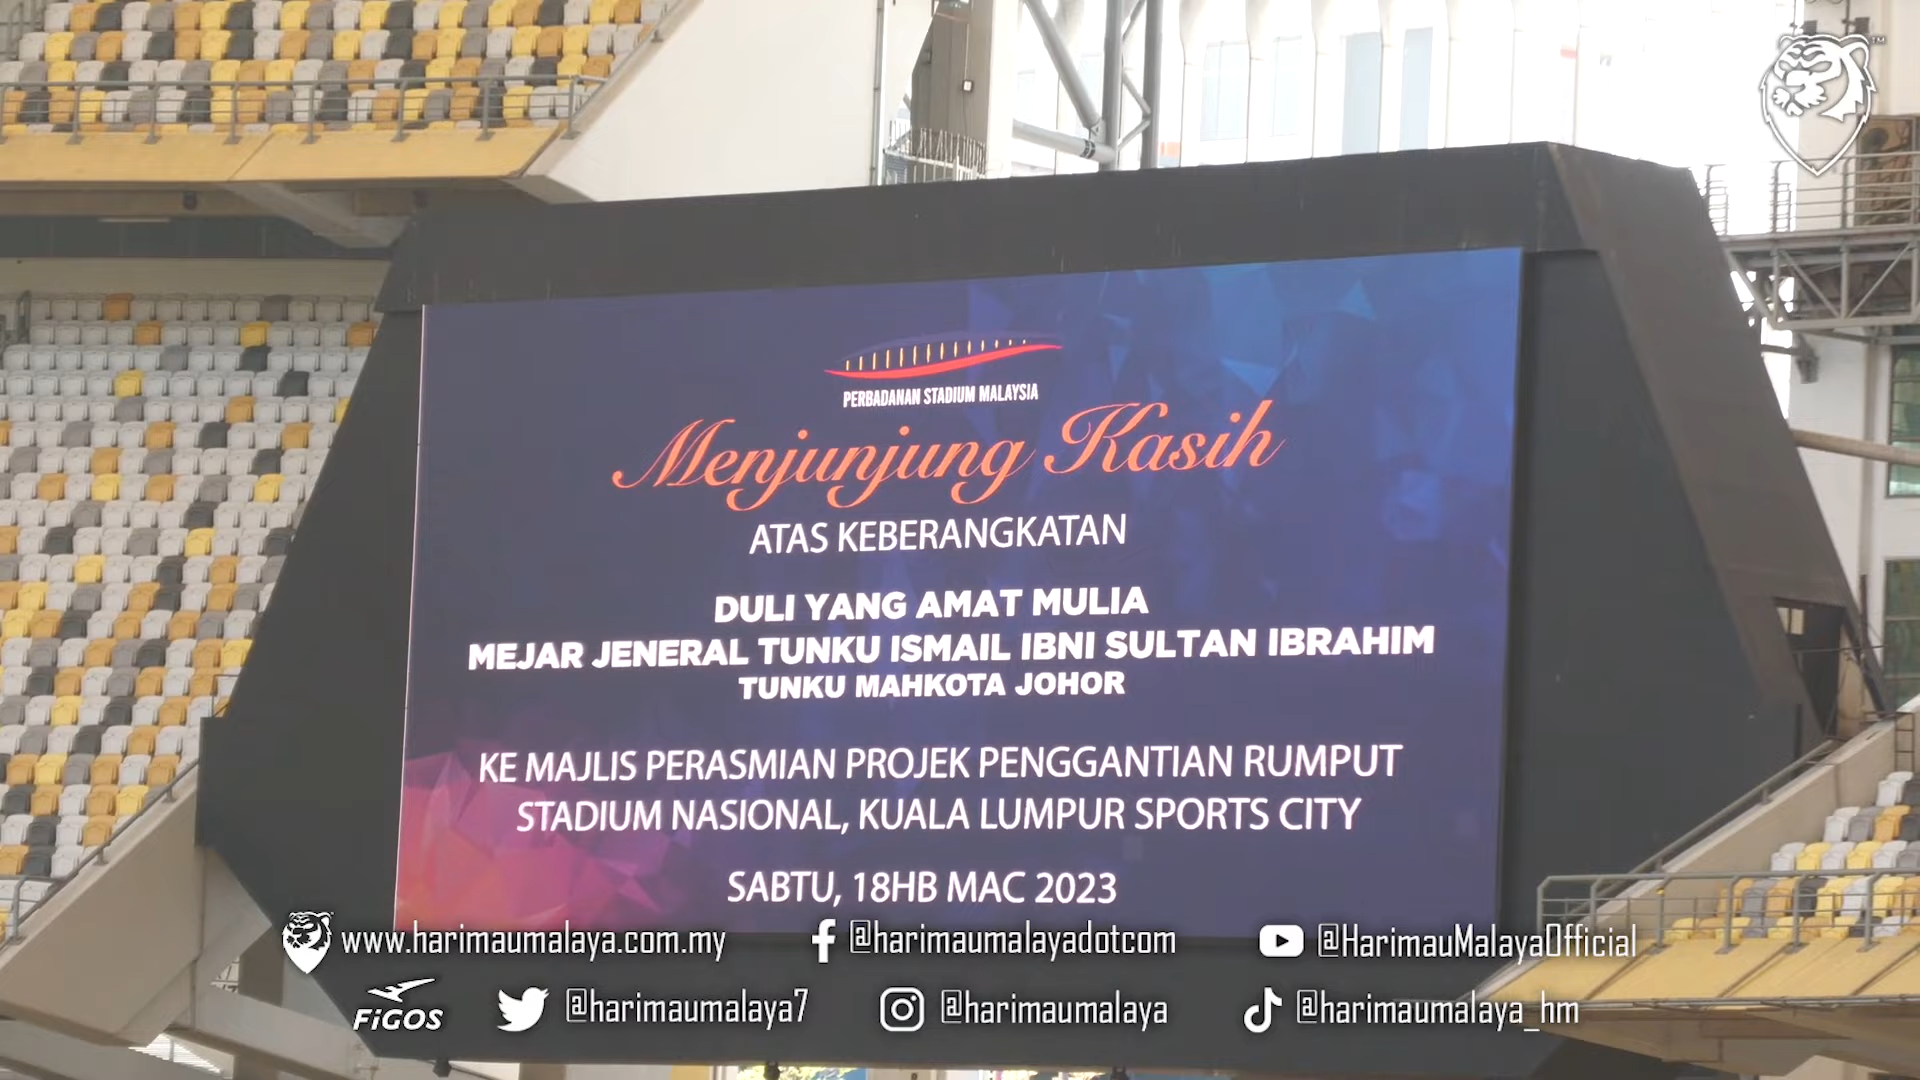 PERBADANAN STADIUM MALAYSIA
Menjunjung Kasih
ATAS KEBERANGKATAN
DULI YANG AMAT MULIA
MEJAR JENERAL TUNKU ISMAIL IBNI SULTAN IBRAHIM
TUNKU MAHKOTA JOHOR
KE MAJLIS PERASMIAN PROJEK PENGGANTIAN RUMPUT
STADIUM NASIONAL, KUALA LUMPUR SPORTS CITY
SABTU, 18HB MAC 2023
www.harimaumalaya.com.my @harimaumalayadotcom @HarimauMalayaOfficial
FiGOS @harimaumalaya7 @harimaumalaya @harimaumalaya_hm
TM